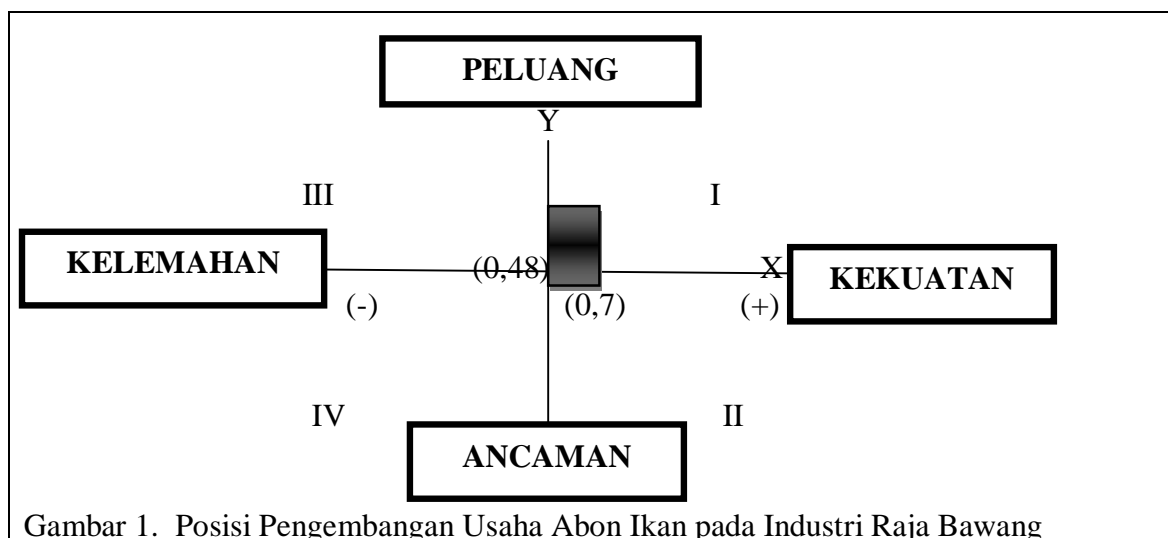 PELUANG
Y
III I
KELEMAHAN (0,48) X KEKUATAN
(-) (0,7) (+)
IV II
ANCAMAN
Gambar 1. Posisi Pengembangan Usaha Abon Ikan pada Industri Raja Bawang